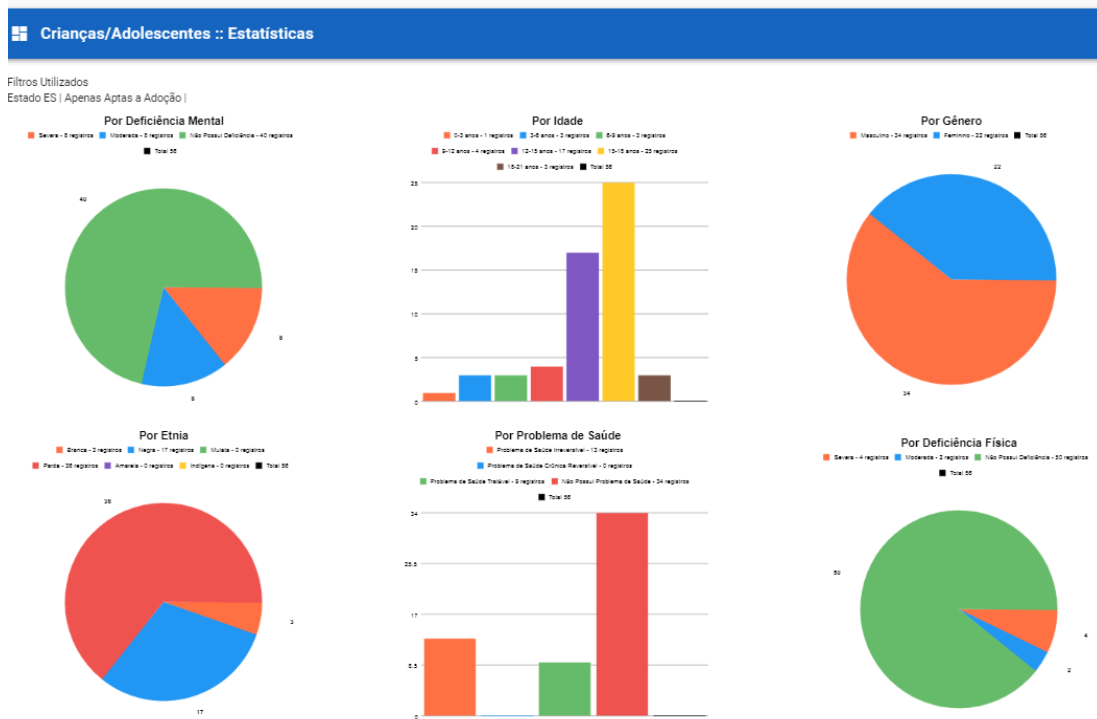 Crianças/Adolescentes :: Estatísticas
Filtros Utilizados
Estado ES | Apenas Aptas a Adoção |
Por Deficiência Mental
Severa - 8 registros Moderada - 8 registros Não Possui Deficiência - 40 registros
Total 56
40
8
8
Por Idade
0-3 anos - 1 registros 3-6 anos - 3 registros 6-9 anos - 3 registros
9-12 anos - 4 registros 12-15 anos - 17 registros 15-18 anos - 25 registros
18-21 anos - 3 registros Total 56
25
20
15
10
5
0
Por Gênero
Masculino - 34 registros Feminino - 22 registros Total 56
22
34
Por Etnia
Branca - 3 registros Negra - 17 registros Mulata - 0 registros
Parda - 36 registros Amarela - 0 registros Indígena - 0 registros Total 56
36
3
17
Por Problema de Saúde
Problema de Saúde Irreversível - 13 registros
Problema de Saúde Crônica Reversível - 0 registros
Problema de Saúde Tratável - 9 registros Não Possui Problema de Saúde - 34 registros
Total 56
34
25.5
17
8.5
0
Por Deficiência Física
Severa - 4 registros Moderada - 2 registros Não Possui Deficiência - 50 registros
Total 56
50
4
2